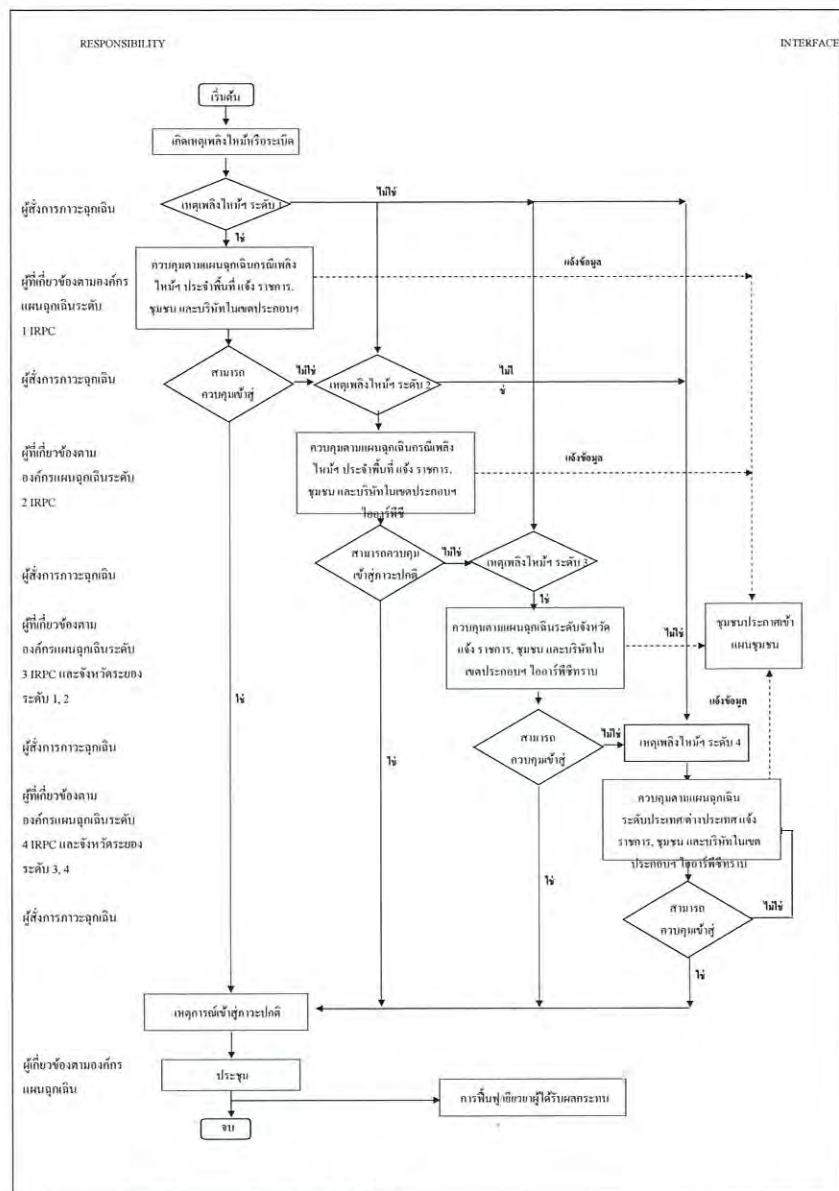 RESPONSIBILITY
INTERFACE
เริ่มต้น
เกิดเหตุเพลิงไหม้หรือระเบิด
ผู้สั่งการภาวะฉุกเฉิน
เหตุเพลิงไหม้ฯ ระดับ 1
ไม่ใช่
ใช่
ผู้ที่เกี่ยวข้องตามองค์กร
แผนฉุกเฉินระดับ
1 IRPC
ควบคุมตามแผนฉุกเฉินกรณีเพลิง
ไหม้ฯ ประจำพื้นที่ แจ้ง ราชการ,
ชุมชน และบริษัทในเขตประกอบฯ
แจ้งข้อมูล
ผู้สั่งการภาวะฉุกเฉิน
สามารถ
ควบคุมเข้าสู่
ไม่ใช่
เหตุเพลิงไหม้ฯ ระดับ 2
ไม่ใ
ช่
ผู้ที่เกี่ยวข้องตาม
องค์กรแผนฉุกเฉินระดับ
2 IRPC
ควบคุมตามแผนฉุกเฉินกรณีเพลิง
ไหม้ฯ ประจำพื้นที่ แจ้ง ราชการ,
ชุมชน และบริษัทในเขตประกอบฯ
ไออาร์พีซี
แจ้งข้อมูล
ผู้สั่งการภาวะฉุกเฉิน
สามารถควบคุม
เข้าสู่ภาวะปกติ
ไม่ใช่
เหตุเพลิงไหม้ฯ ระดับ 3
ใช่
ผู้ที่เกี่ยวข้องตาม
องค์กรแผนฉุกเฉินระดับ
3 IRPC และจังหวัดระยอง
ระดับ 1, 2
ควบคุมตามแผนฉุกเฉินระดับจังหวัด
แจ้ง ราชการ, ชุมชน และบริษัทใน
เขตประกอบฯ ไออาร์พีซีทราบ
ไม่ใช่
ชุมชนประกาศเข้า
แผนชุมชน
ใช่
แจ้งข้อมูล
ผู้สั่งการภาวะฉุกเฉิน
สามารถ
ควบคุมเข้าสู่
ไม่ใช่
เหตุเพลิงไหม้ฯ ระดับ 4
ใช่
ผู้ที่เกี่ยวข้องตาม
องค์กรแผนฉุกเฉินระดับ
4 IRPC และจังหวัดระยอง
ระดับ 3, 4
ควบคุมตามแผนฉุกเฉิน
ระดับประเทศ/ต่างประเทศ แจ้ง
ราชการ, ชุมชน และบริษัทในเขต
ประกอบฯ ไออาร์พีซีทราบ
ใช่
ผู้สั่งการภาวะฉุกเฉิน
สามารถ
ควบคุมเข้าสู่
ไม่ใช่
ใช่
เหตุการณ์เข้าสู่ภาวะปกติ
ผู้เกี่ยวข้องตามองค์กร
แผนฉุกเฉิน
ประชุม
การฟื้นฟู/เยียวยาผู้ได้รับผลกระทบ
จบ